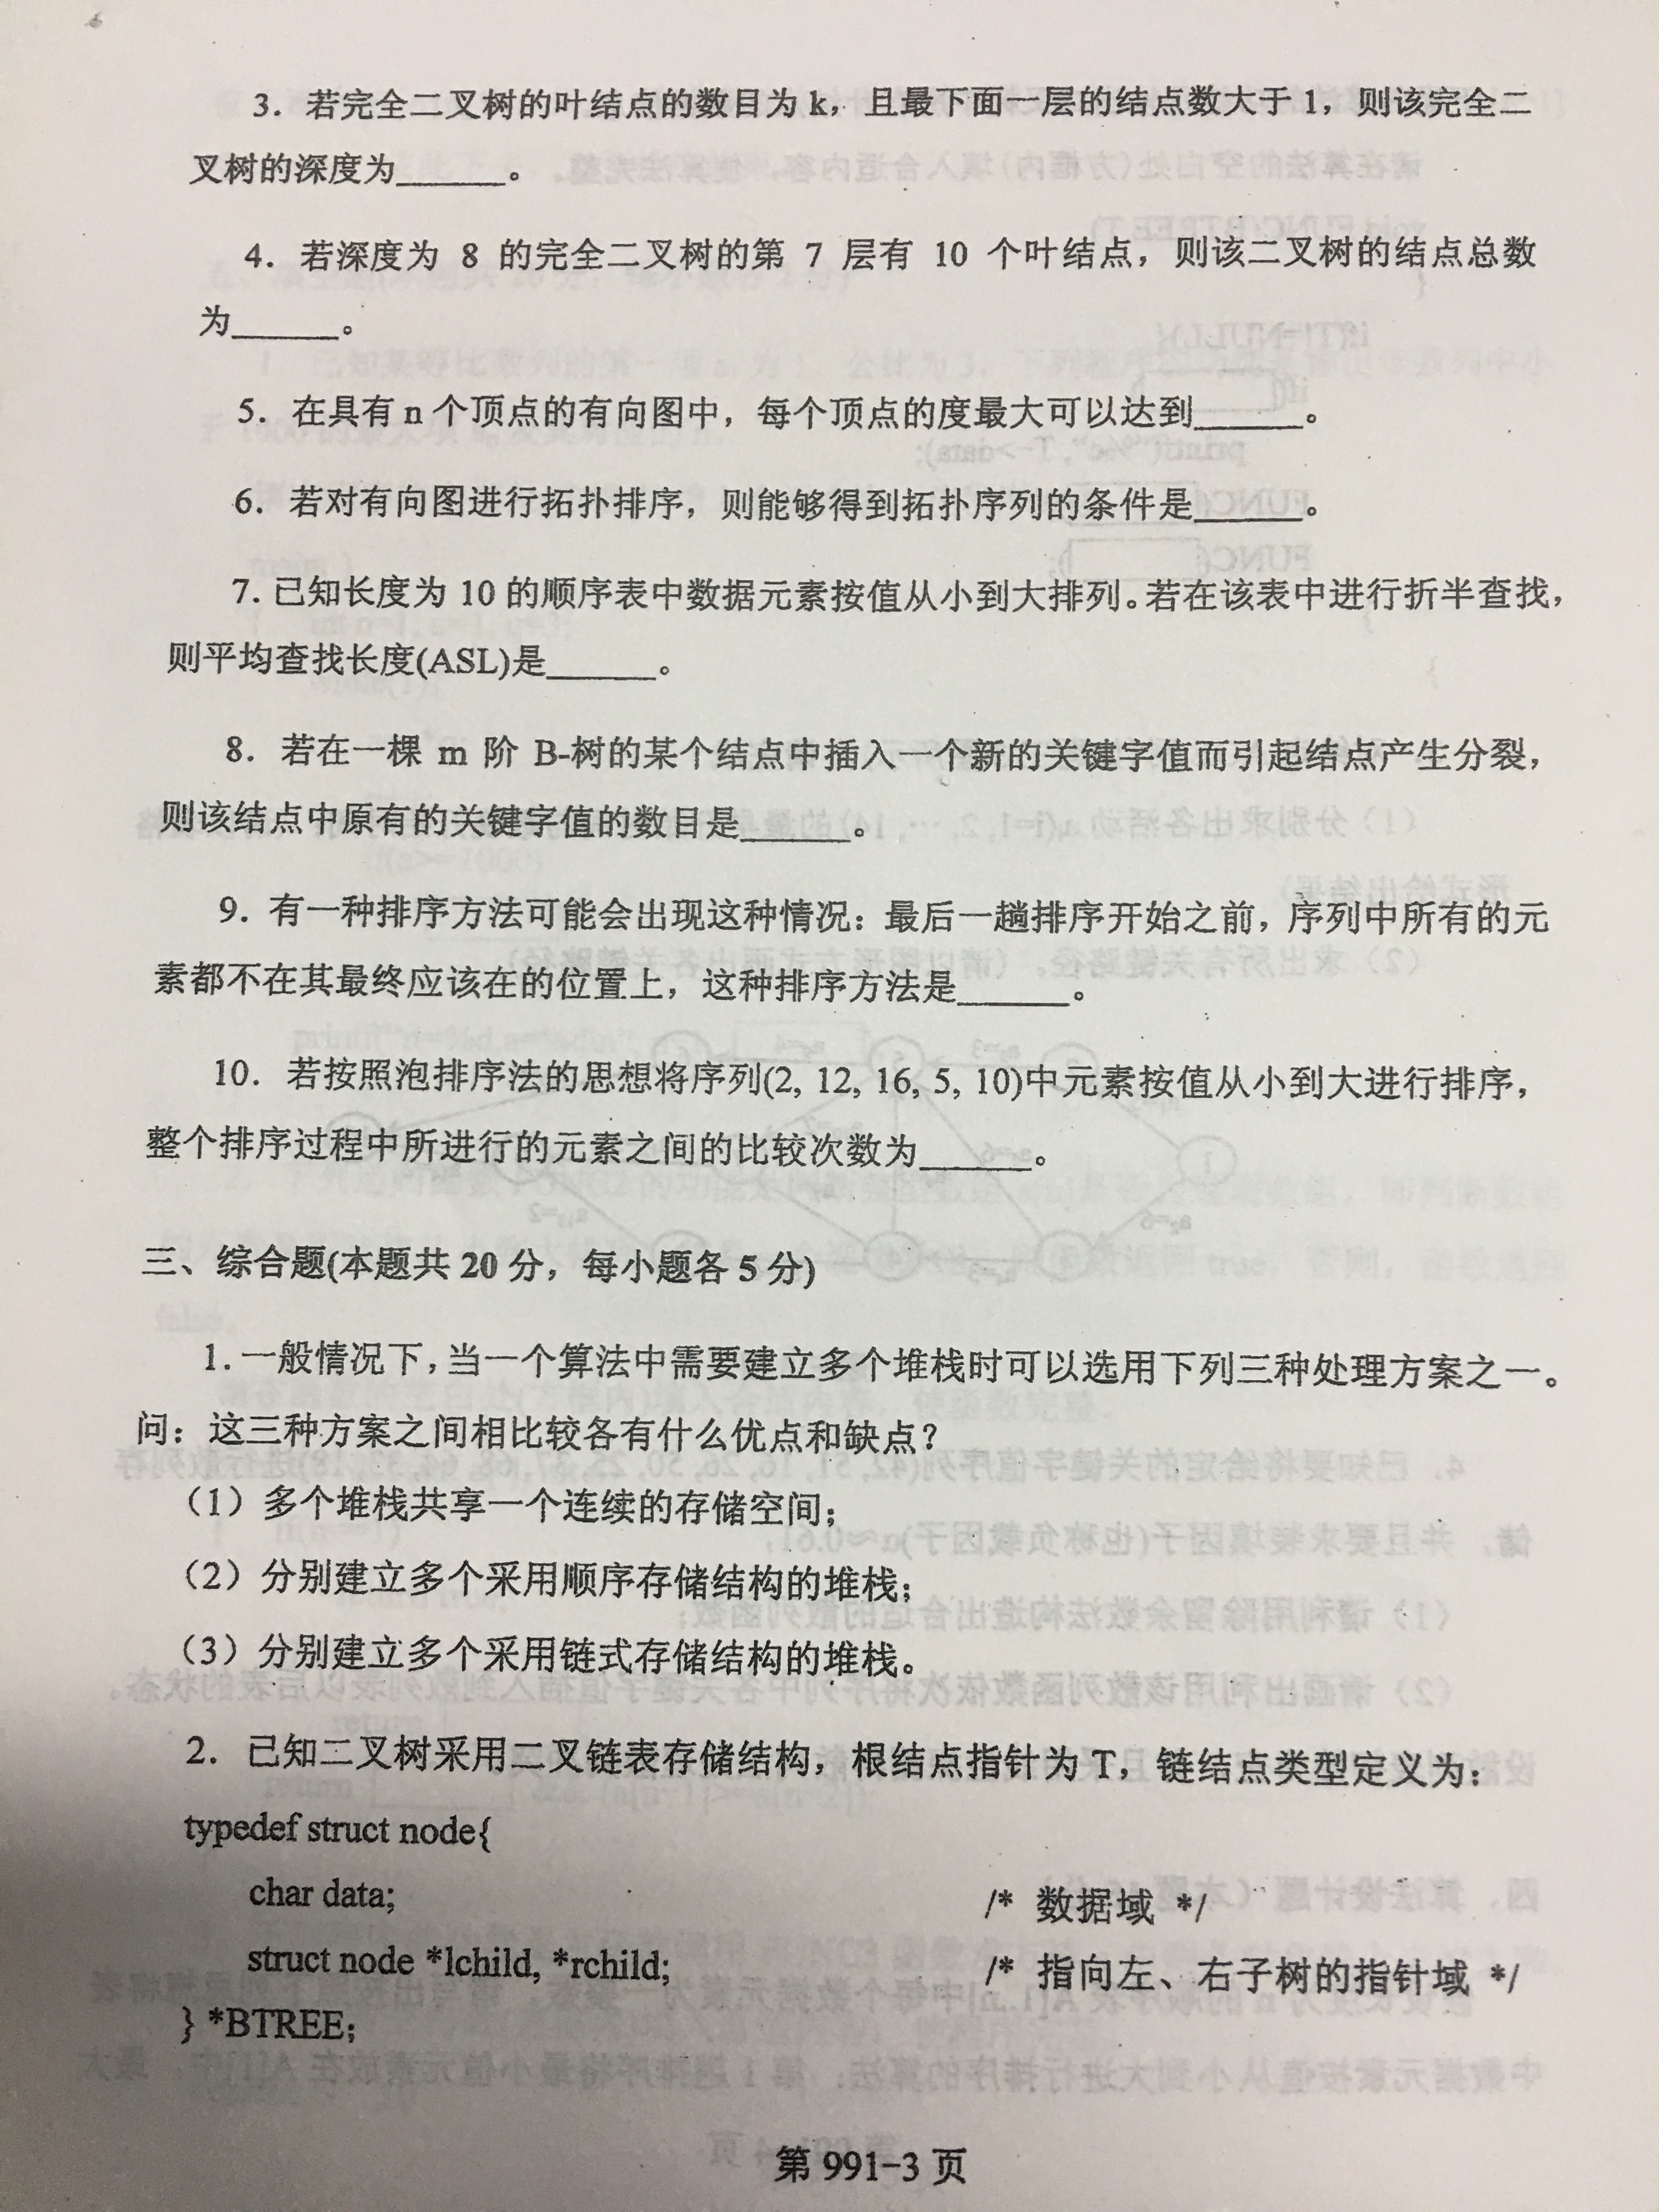 3．若完全二叉树的叶结点的数目为 k，且最下面一层的结点数大于 1，则该完全二
叉树的深度为______。
4．若深度为 8 的完全二叉树的第 7 层有 10 个叶结点，则该二叉树的结点总数
为______。
5．在具有 n 个顶点的有向图中，每个顶点的度最大可以达到______。
6．若对有向图进行拓扑排序，则能够得到拓扑序列的条件是______。
7. 已知长度为 10 的顺序表中数据元素按值从小到大排列。若在该表中进行折半查找，
则平均查找长度(ASL)是______。
8．若在一棵 m 阶 B-树的某个结点中插入一个新的关键字值而引起结点产生分裂，
则该结点中原有的关键字值的数目是______。
9．有一种排序方法可能会出现这种情况：最后一趟排序开始之前，序列中所有的元
素都不在其最终应该在的位置上，这种排序方法是______。
10．若按照泡排序法的思想将序列(2, 12, 16, 5, 10)中元素按值从小到大进行排序，
整个排序过程中所进行的元素之间的比较次数为______。
三、综合题(本题共 20 分，每小题各 5 分)
1. 一般情况下，当一个算法中需要建立多个堆栈时可以选用下列三种处理方案之一。
问：这三种方案之间相比较各有什么优点和缺点？
（1）多个堆栈共享一个连续的存储空间；
（2）分别建立多个采用顺序存储结构的堆栈；
（3）分别建立多个采用链式存储结构的堆栈。
2．已知二叉树采用二叉链表存储结构，根结点指针为 T，链结点类型定义为：
typedef struct node{
char data; /* 数据域 */
struct node *lchild, *rchild; /* 指向左、右子树的指针域 */
} *BTREE;
第 991-3 页